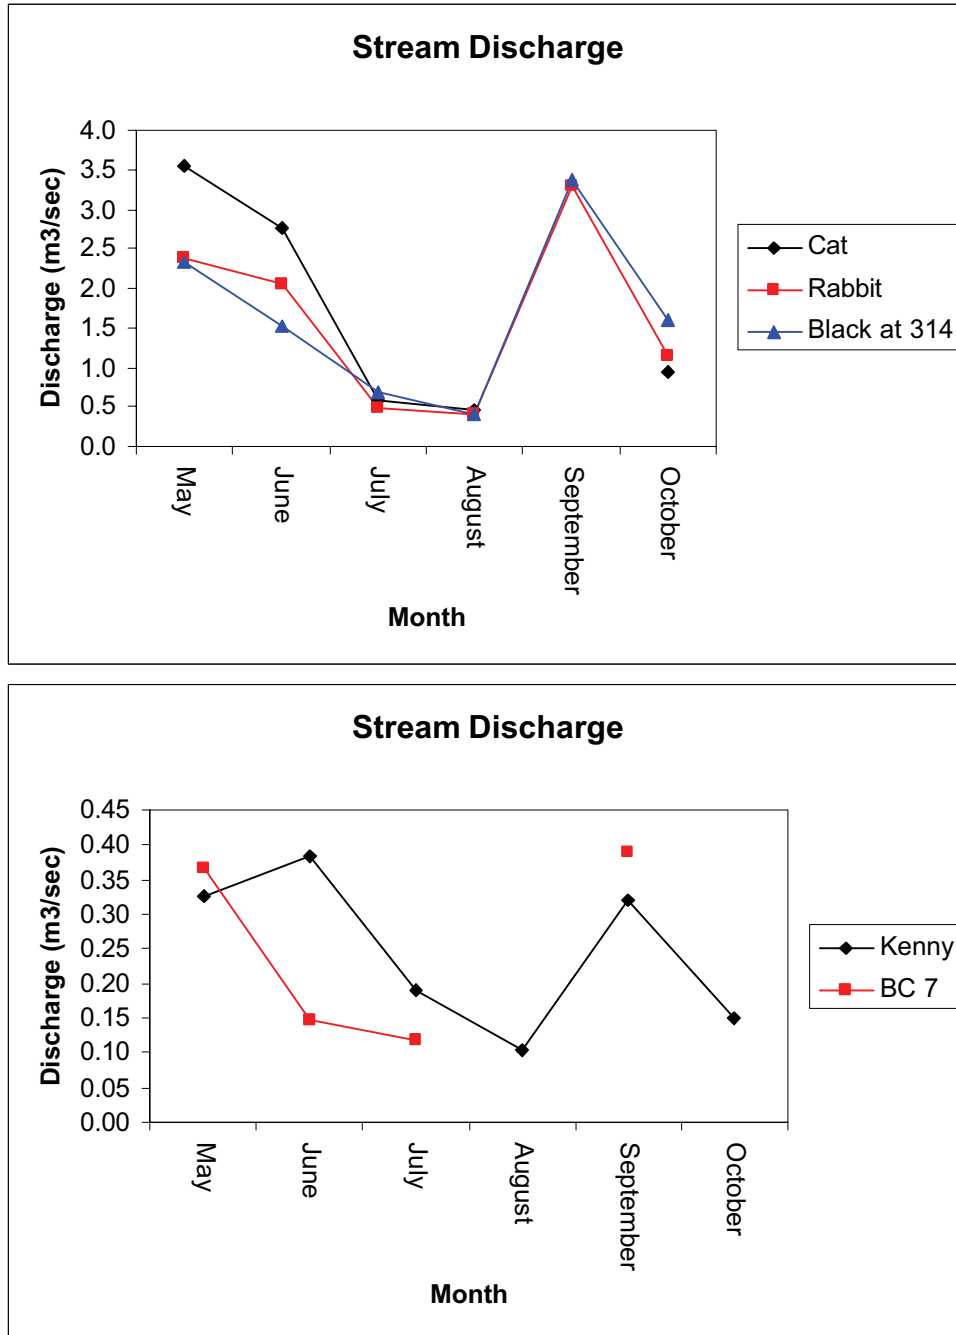 Stream Discharge
4.0
3.5
3.0
2.5
2.0
1.5
1.0
0.5
0.0
Discharge (m3/sec)
May
June
July
August
September
October
Month
Cat
Rabbit
Black at 314
Stream Discharge
0.45
0.40
0.35
0.30
0.25
0.20
0.15
0.10
0.05
0.00
Discharge (m3/sec)
May
June
July
August
September
October
Month
Kenny
BC 7